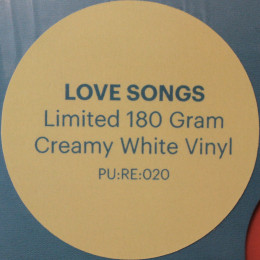 LOVE SONGS
Limited 180 Gram
Creamy White Vinyl
PU:RE:020